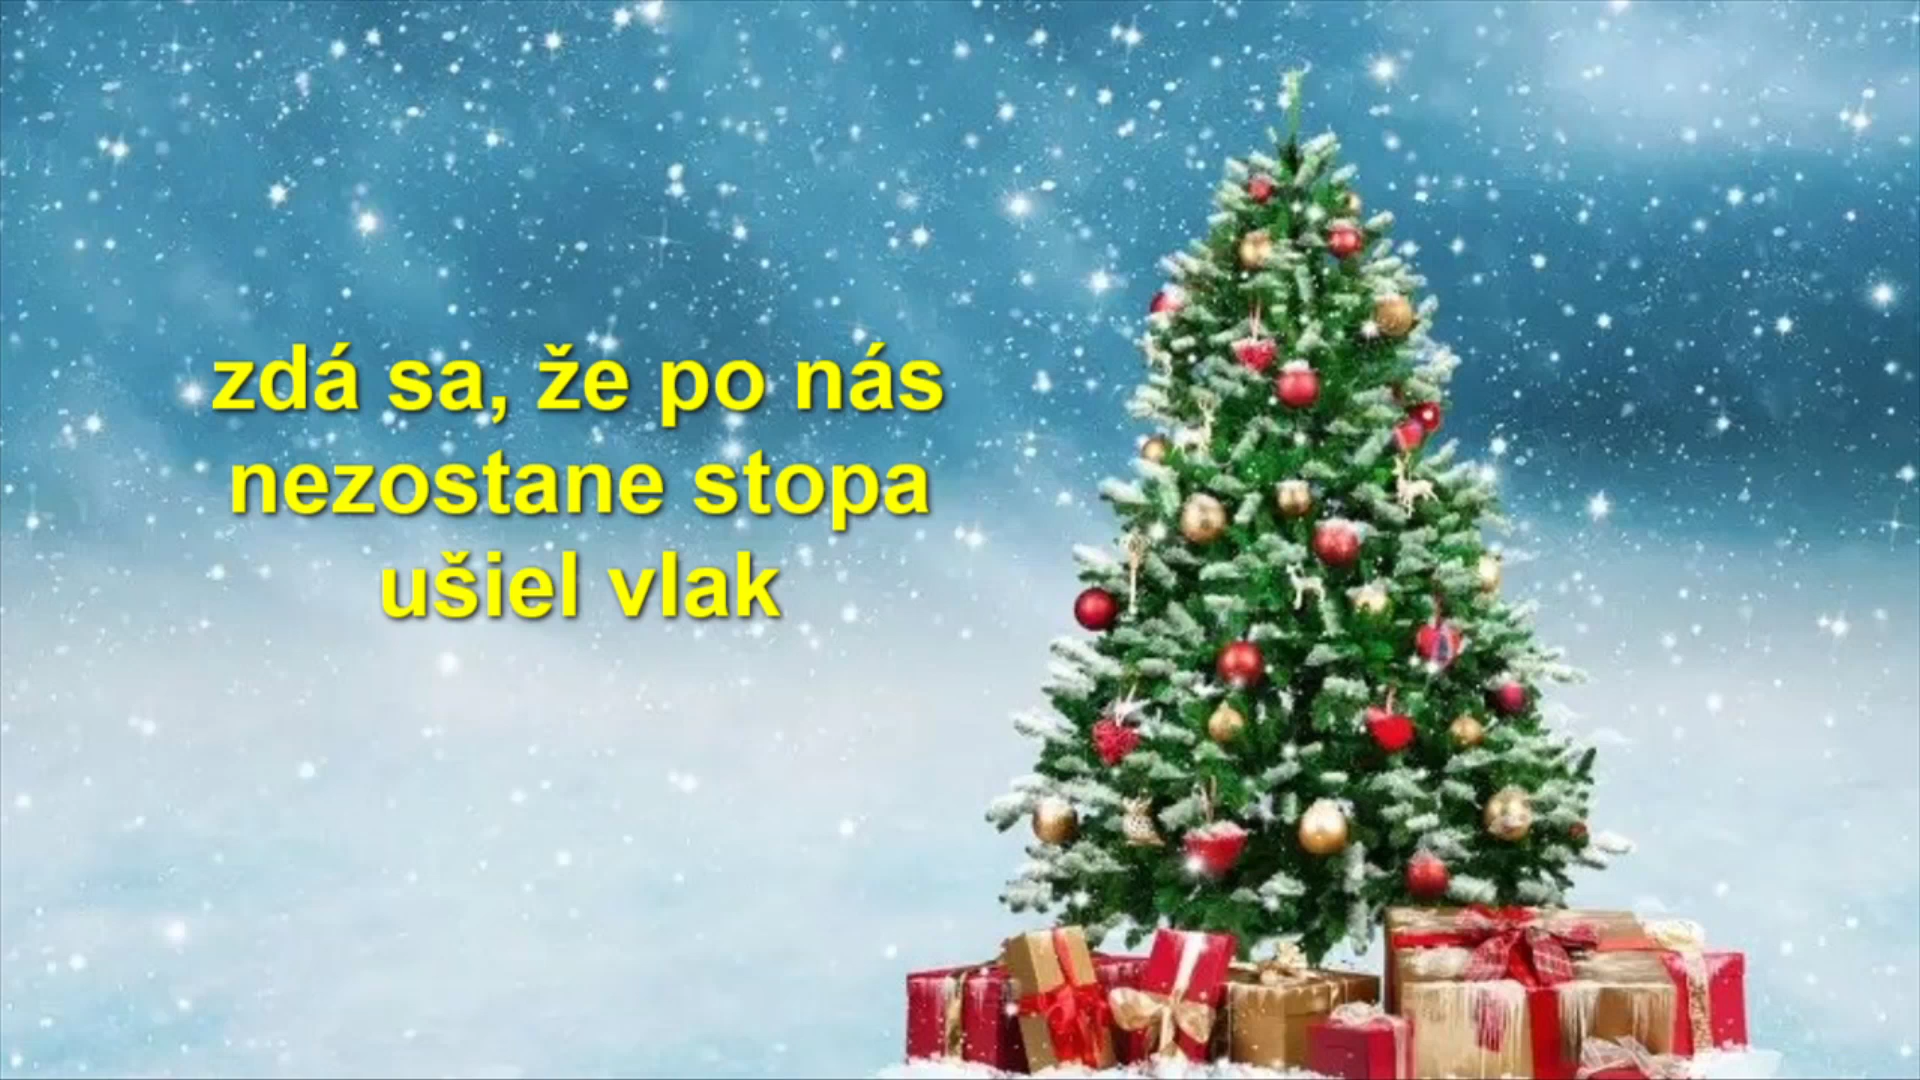 zdá sa, že po nás
nezostane stopa
ušiel vlak